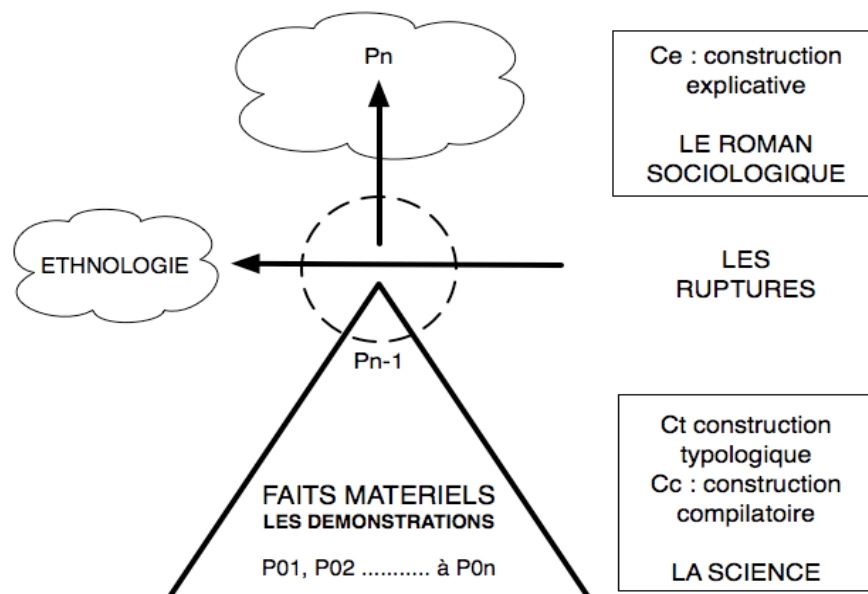 Pn
Ce : construction
explicative
LE ROMAN
SOCIOLOGIQUE
ETHNOLOGIE
LES
RUPTURES
Pn-1
Ct construction
typologique
Cc : construction
compilatoire
LA SCIENCE
FAITS MATERIELS
LES DEMONSTRATIONS
P01, P02 ........... à P0n